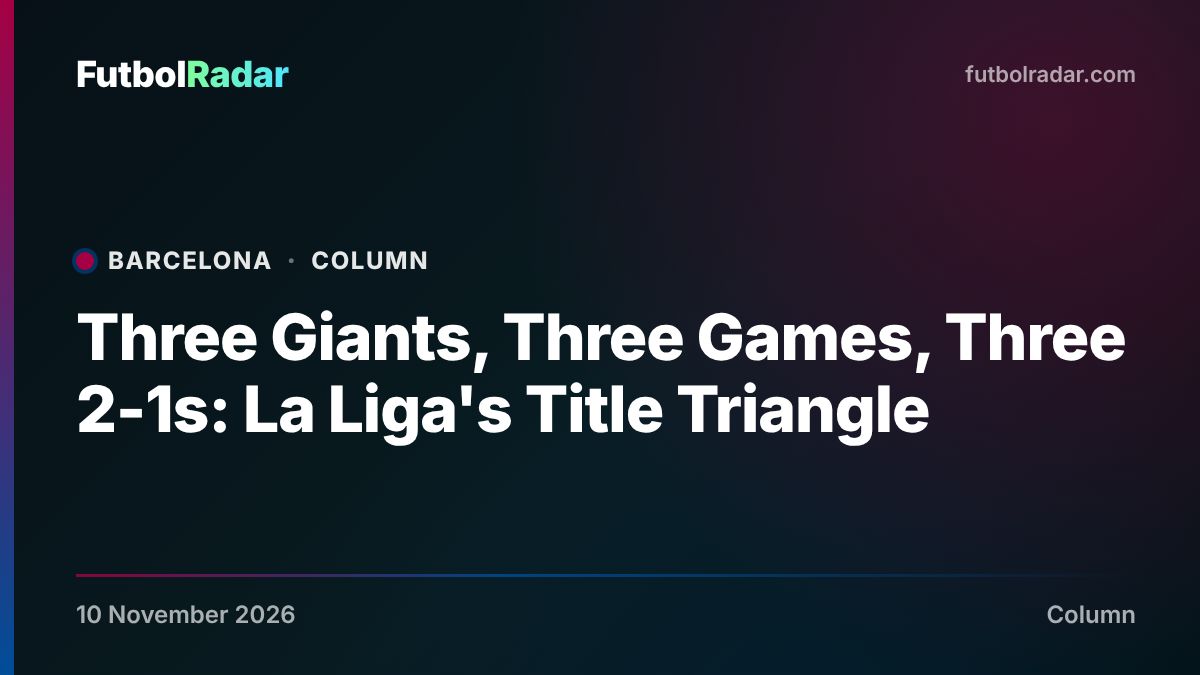 FutbolRadar
futbolradar.com
BARCELONA · COLUMN
Three Giants, Three Games, Three
2-1s: La Liga's Title Triangle
10 November 2026
Column